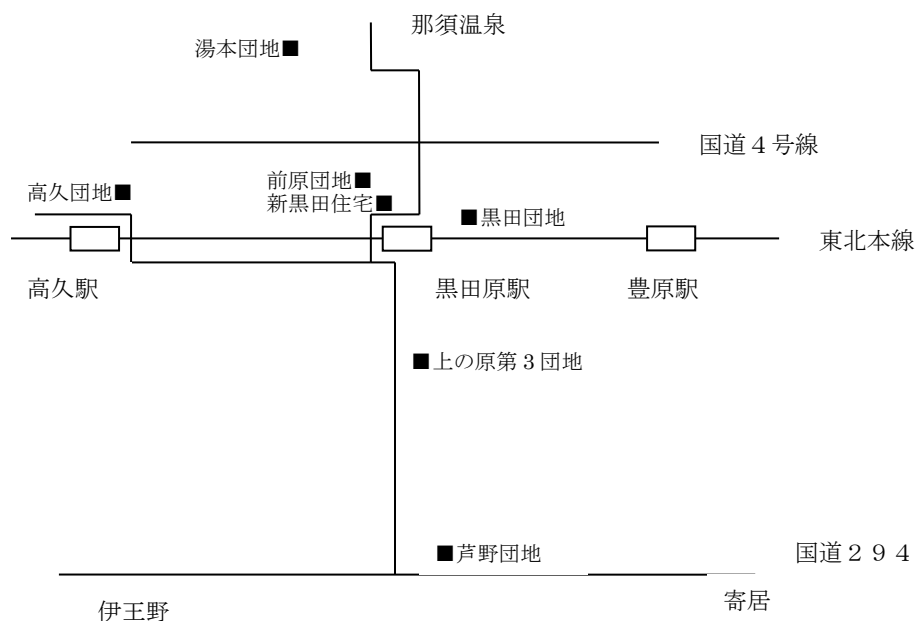 那須温泉
湯本団地■
国道４号線
前原団地■
高久団地■
新黒田住宅■
■黒田団地
東北本線
高久駅
黒田原駅
豊原駅
■上の原第３団地
■芦野団地
国道２９４
寄居
伊王野